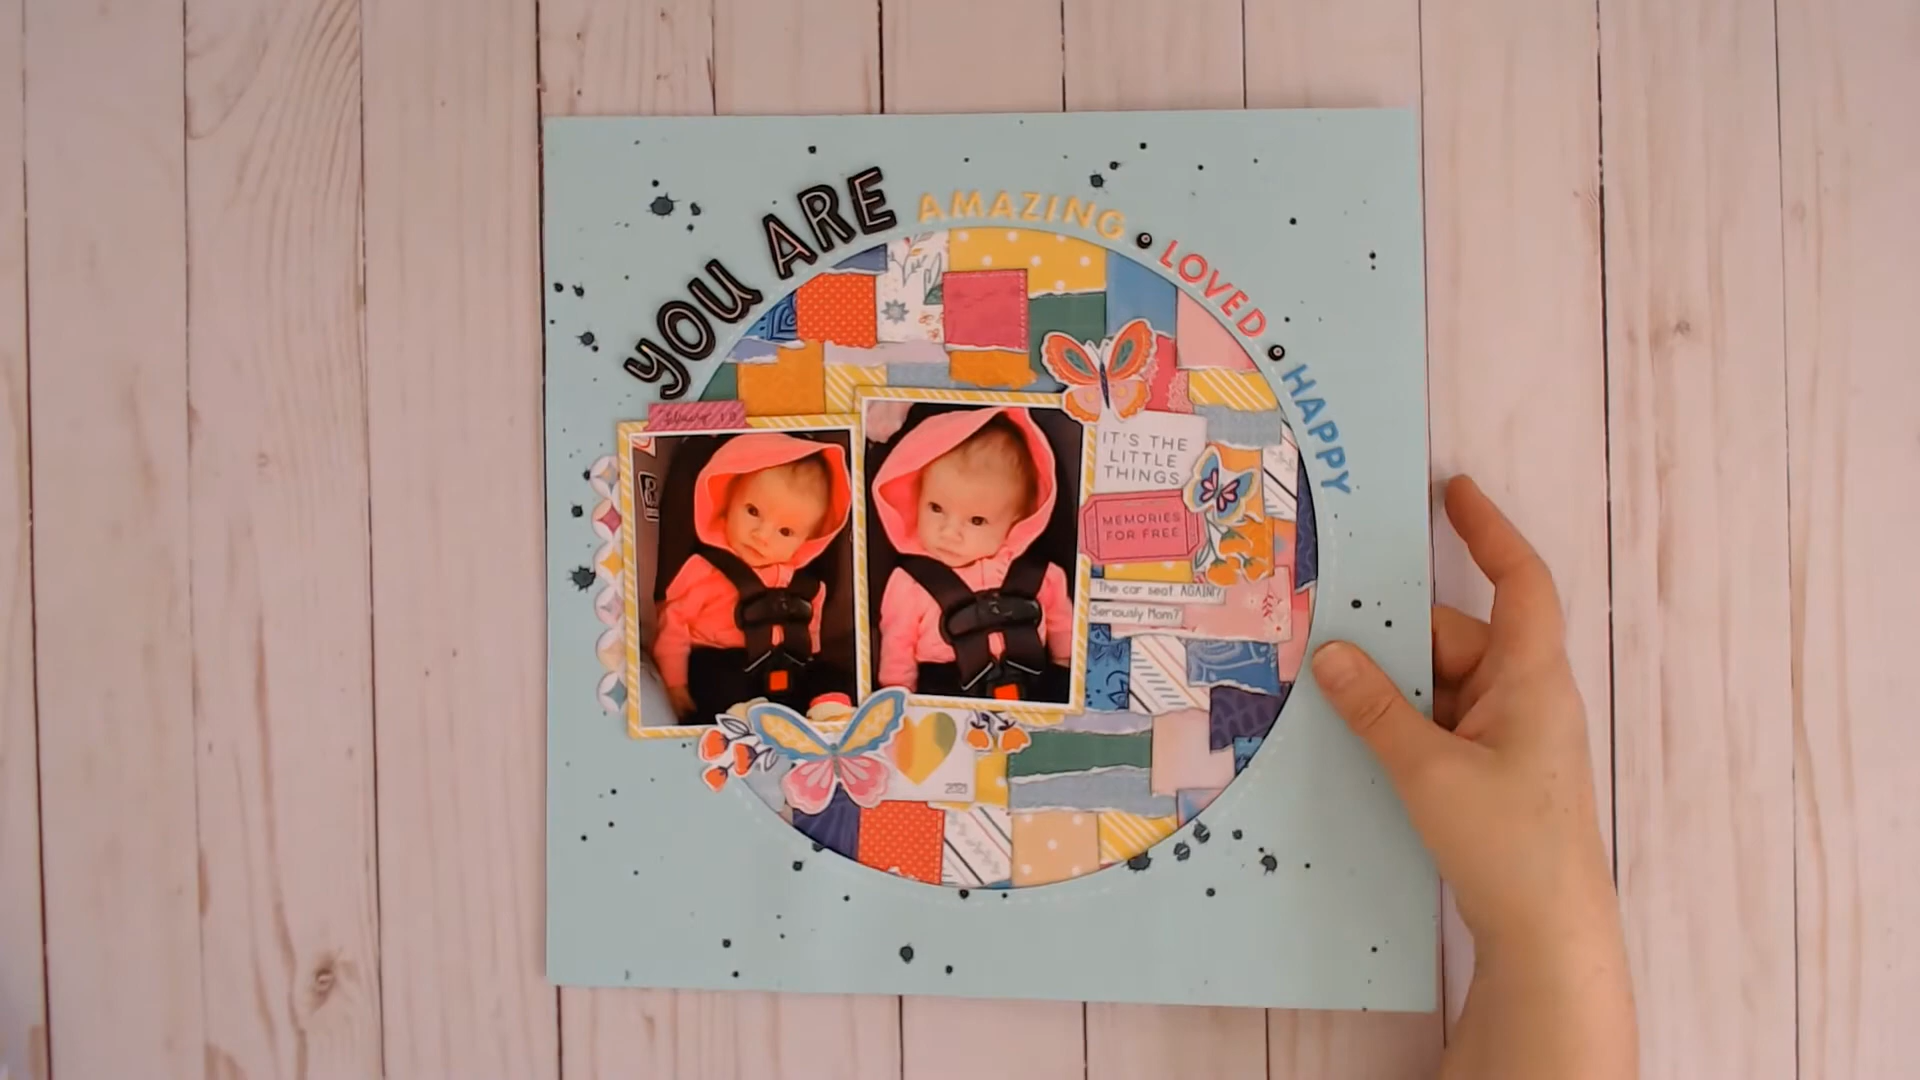 YOU ARE
AMAZING • LOVED • HAPPY
IT'S THE
LITTLE
THINGS
MEMORIES
FOR FREE
"The car seat AGAIN?
Seriously Mom?"
2021